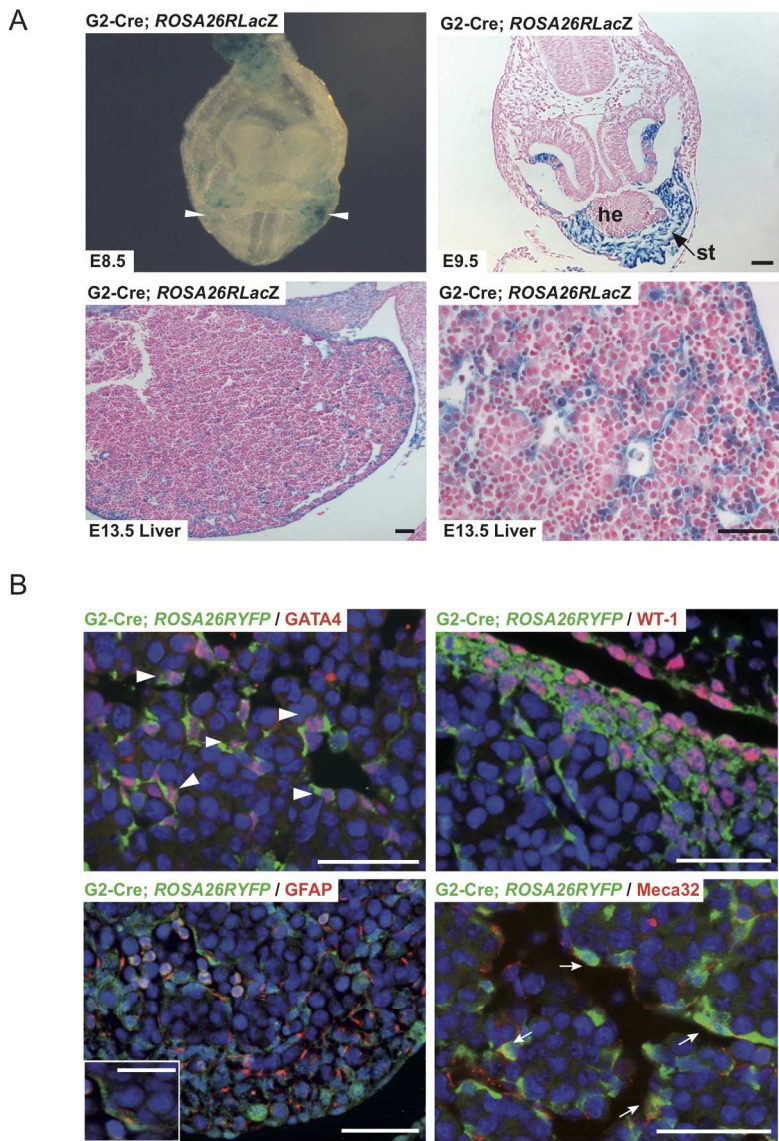 A
G2-Cre; ROSA26RLacZ
G2-Cre; ROSA26RLacZ
he
st
E8.5
E9.5
G2-Cre; ROSA26RLacZ
G2-Cre; ROSA26RLacZ
E13.5 Liver
E13.5 Liver
B
G2-Cre; ROSA26RYFP / GATA4
G2-Cre; ROSA26RYFP / WT-1
G2-Cre; ROSA26RYFP / GFAP
G2-Cre; ROSA26RYFP / Meca32